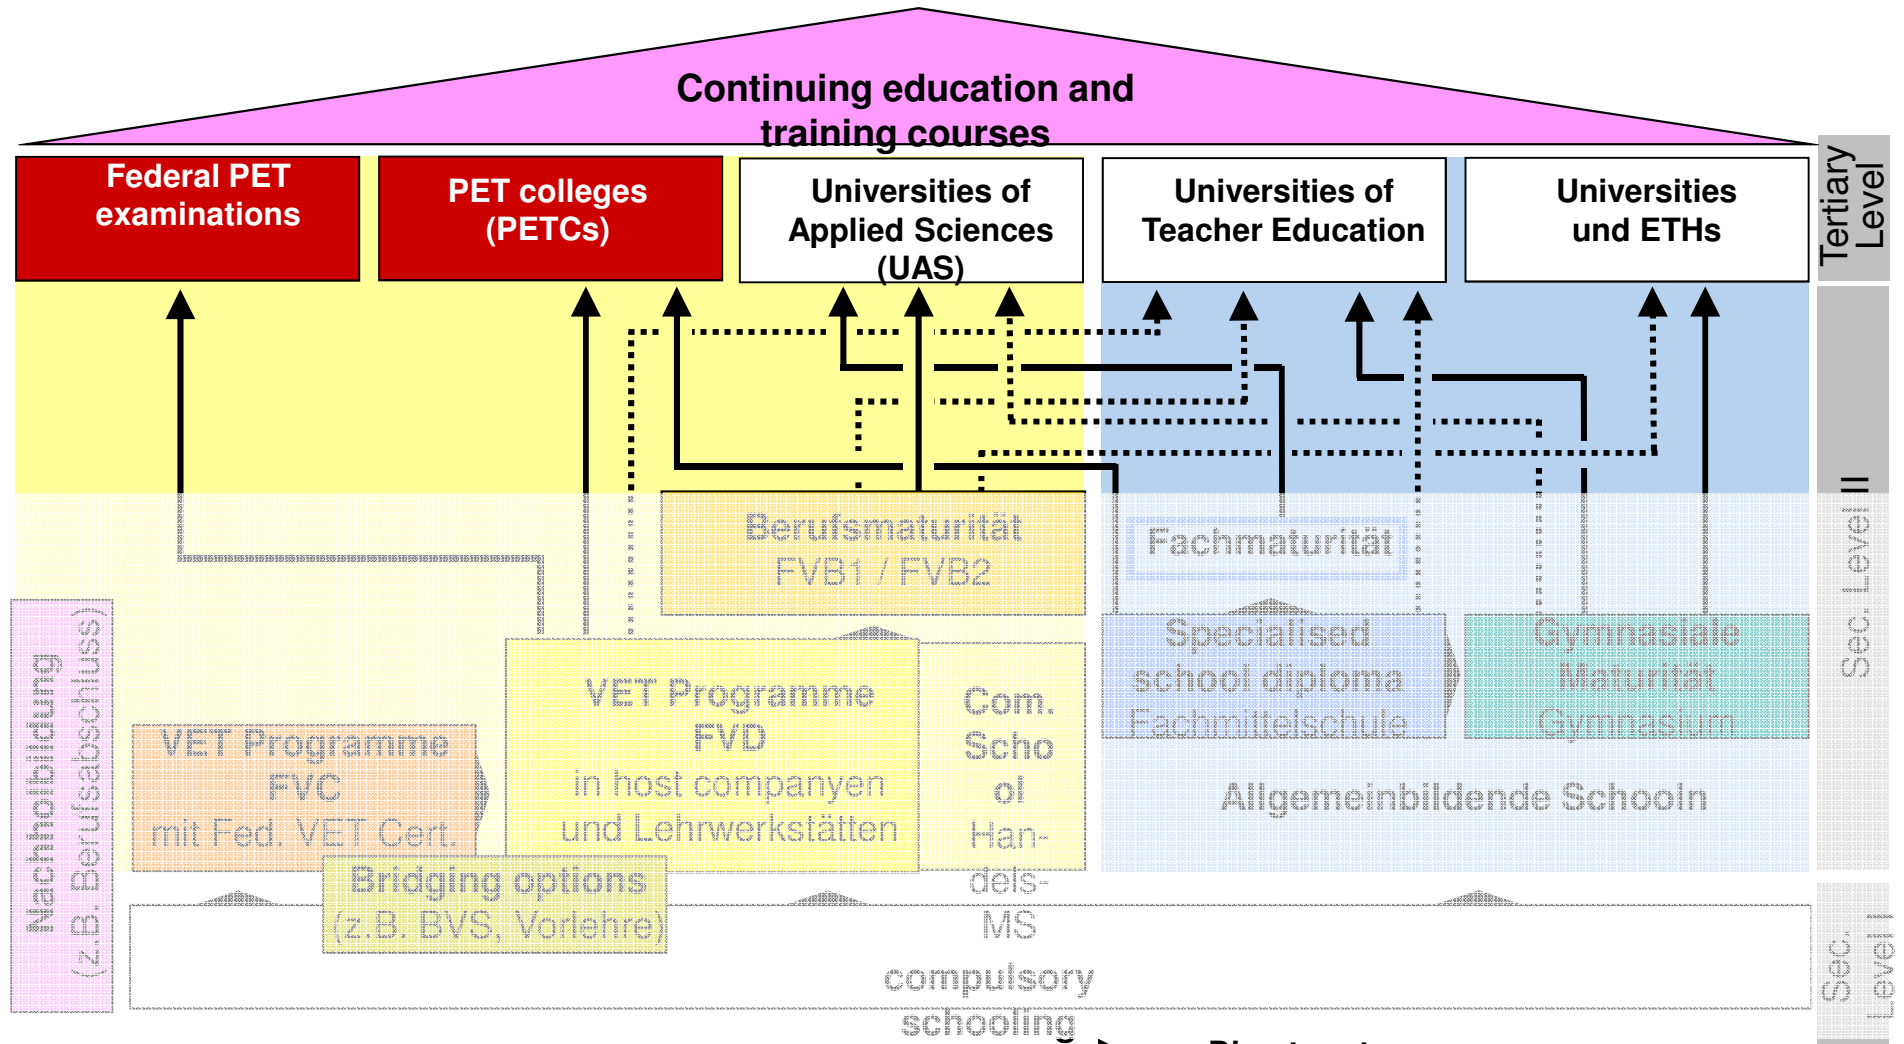 Continuing education and
training courses
Federal PET
examinations
PET colleges
(PETCs)
Universities of
Applied Sciences
(UAS)
Universities of
Teacher Education
Universities
und ETHs
Tertiary
Level
Sec. Level II
Berufsmaturität
FVB1 / FVB2
Fachmaturität
Specialised
school diploma
Fachmittelschule
Gymnasiale
Maturität
Gymnasium
Allgemeinbildende Schooln
VET Programme
FVD
in host companyen
und Lehrwerkstätten
Com.
Scho
ol
Han-
dels-
MS
VET Programme
FVC
mit Fed. VET Cert.
Bridging options
(z.B. BVS, Vorlehre)
Nachholbildung
(z.B. Berufsabschluss)
compulsory
schooling
Sec.
Level I